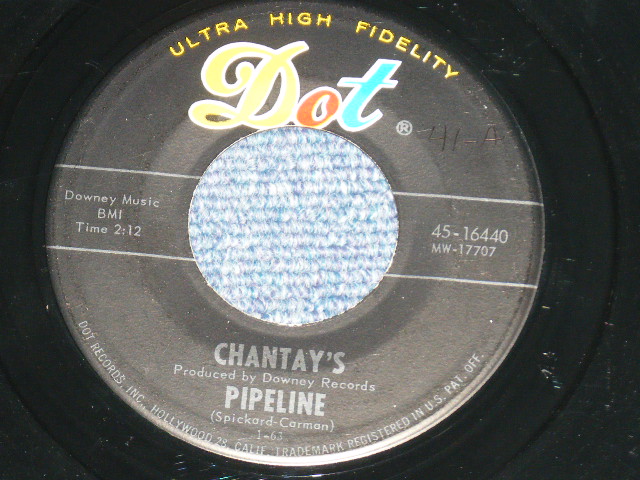 ULTRA HIGH FIDELITY
Dot®
41-A
Downey Music
BMI
Time 2:12
45-16440
MW-17707
CHANTAY'S
Produced by Downey Records
PIPELINE
(Spickard-Carman)
1-63
DOT RECORDS, INC., HOLLYWOOD 28, CALIF. TRADEMARK REGISTERED IN U.S. PAT. OFF.